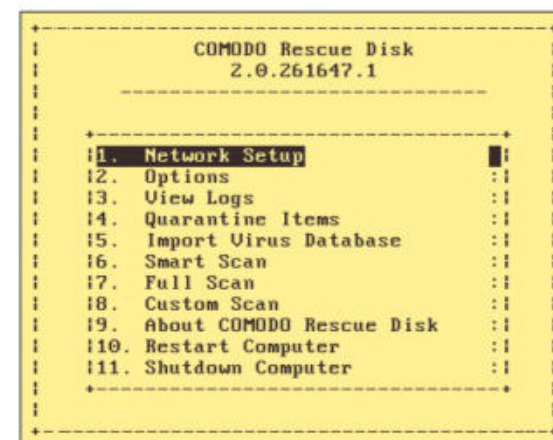 COMODO Rescue Disk
2.0.261647.1
1. Network Setup
2. Options
3. View Logs
4. Quarantine Items
5. Import Virus Database
6. Smart Scan
7. Full Scan
8. Custom Scan
9. About COMODO Rescue Disk
10. Restart Computer
11. Shutdown Computer